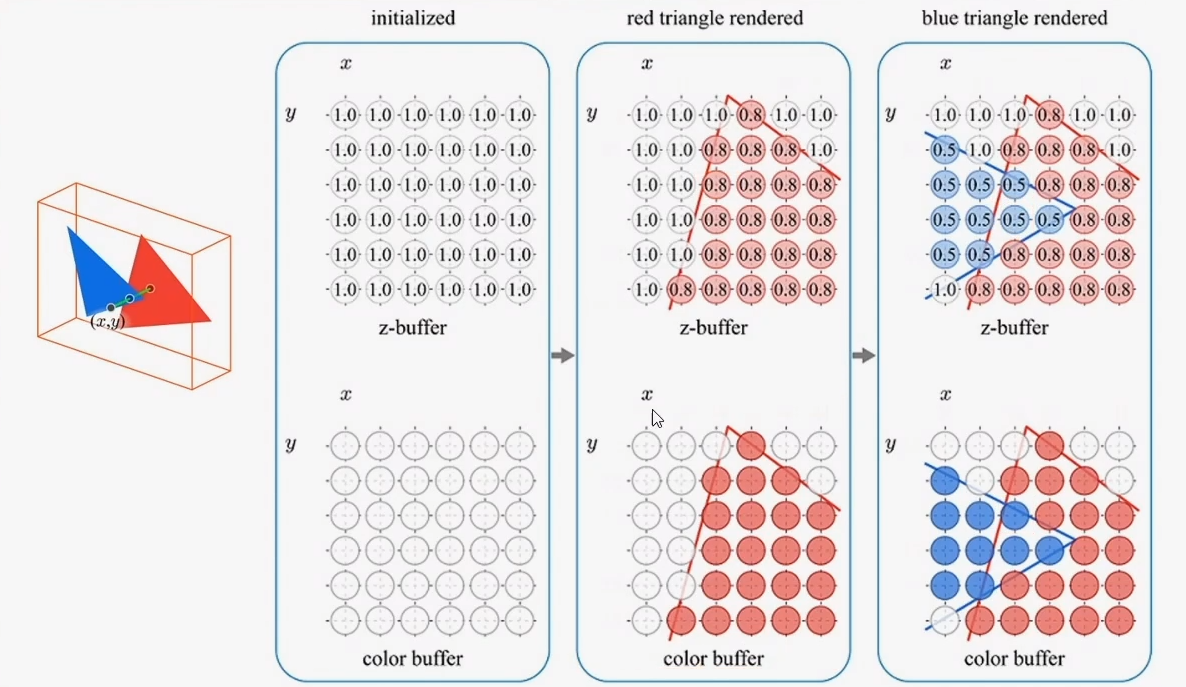 initialized
red triangle rendered
blue triangle rendered
x
x
x
y 1.0 1.0 1.0 1.0 1.0 1.0
1.0 1.0 1.0 1.0 1.0 1.0
1.0 1.0 1.0 1.0 1.0 1.0
1.0 1.0 1.0 1.0 1.0 1.0
1.0 1.0 1.0 1.0 1.0 1.0
1.0 1.0 1.0 1.0 1.0 1.0
z-buffer
y 1.0 1.0 1.0 0.8 1.0 1.0
1.0 1.0 0.8 0.8 0.8 1.0
1.0 1.0 0.8 0.8 0.8 0.8
1.0 1.0 0.8 0.8 0.8 0.8
1.0 1.0 0.8 0.8 0.8 0.8
1.0 0.8 0.8 0.8 0.8 0.8
z-buffer
y 1.0 1.0 1.0 0.8 1.0 1.0
0.5 1.0 0.8 0.8 0.8 1.0
0.5 0.5 0.5 0.8 0.8 0.8
0.5 0.5 0.5 0.5 0.8 0.8
0.5 0.5 0.8 0.8 0.8 0.8
1.0 0.8 0.8 0.8 0.8 0.8
z-buffer
(x,y)
x
x
x
y
y
y
color buffer
color buffer
color buffer